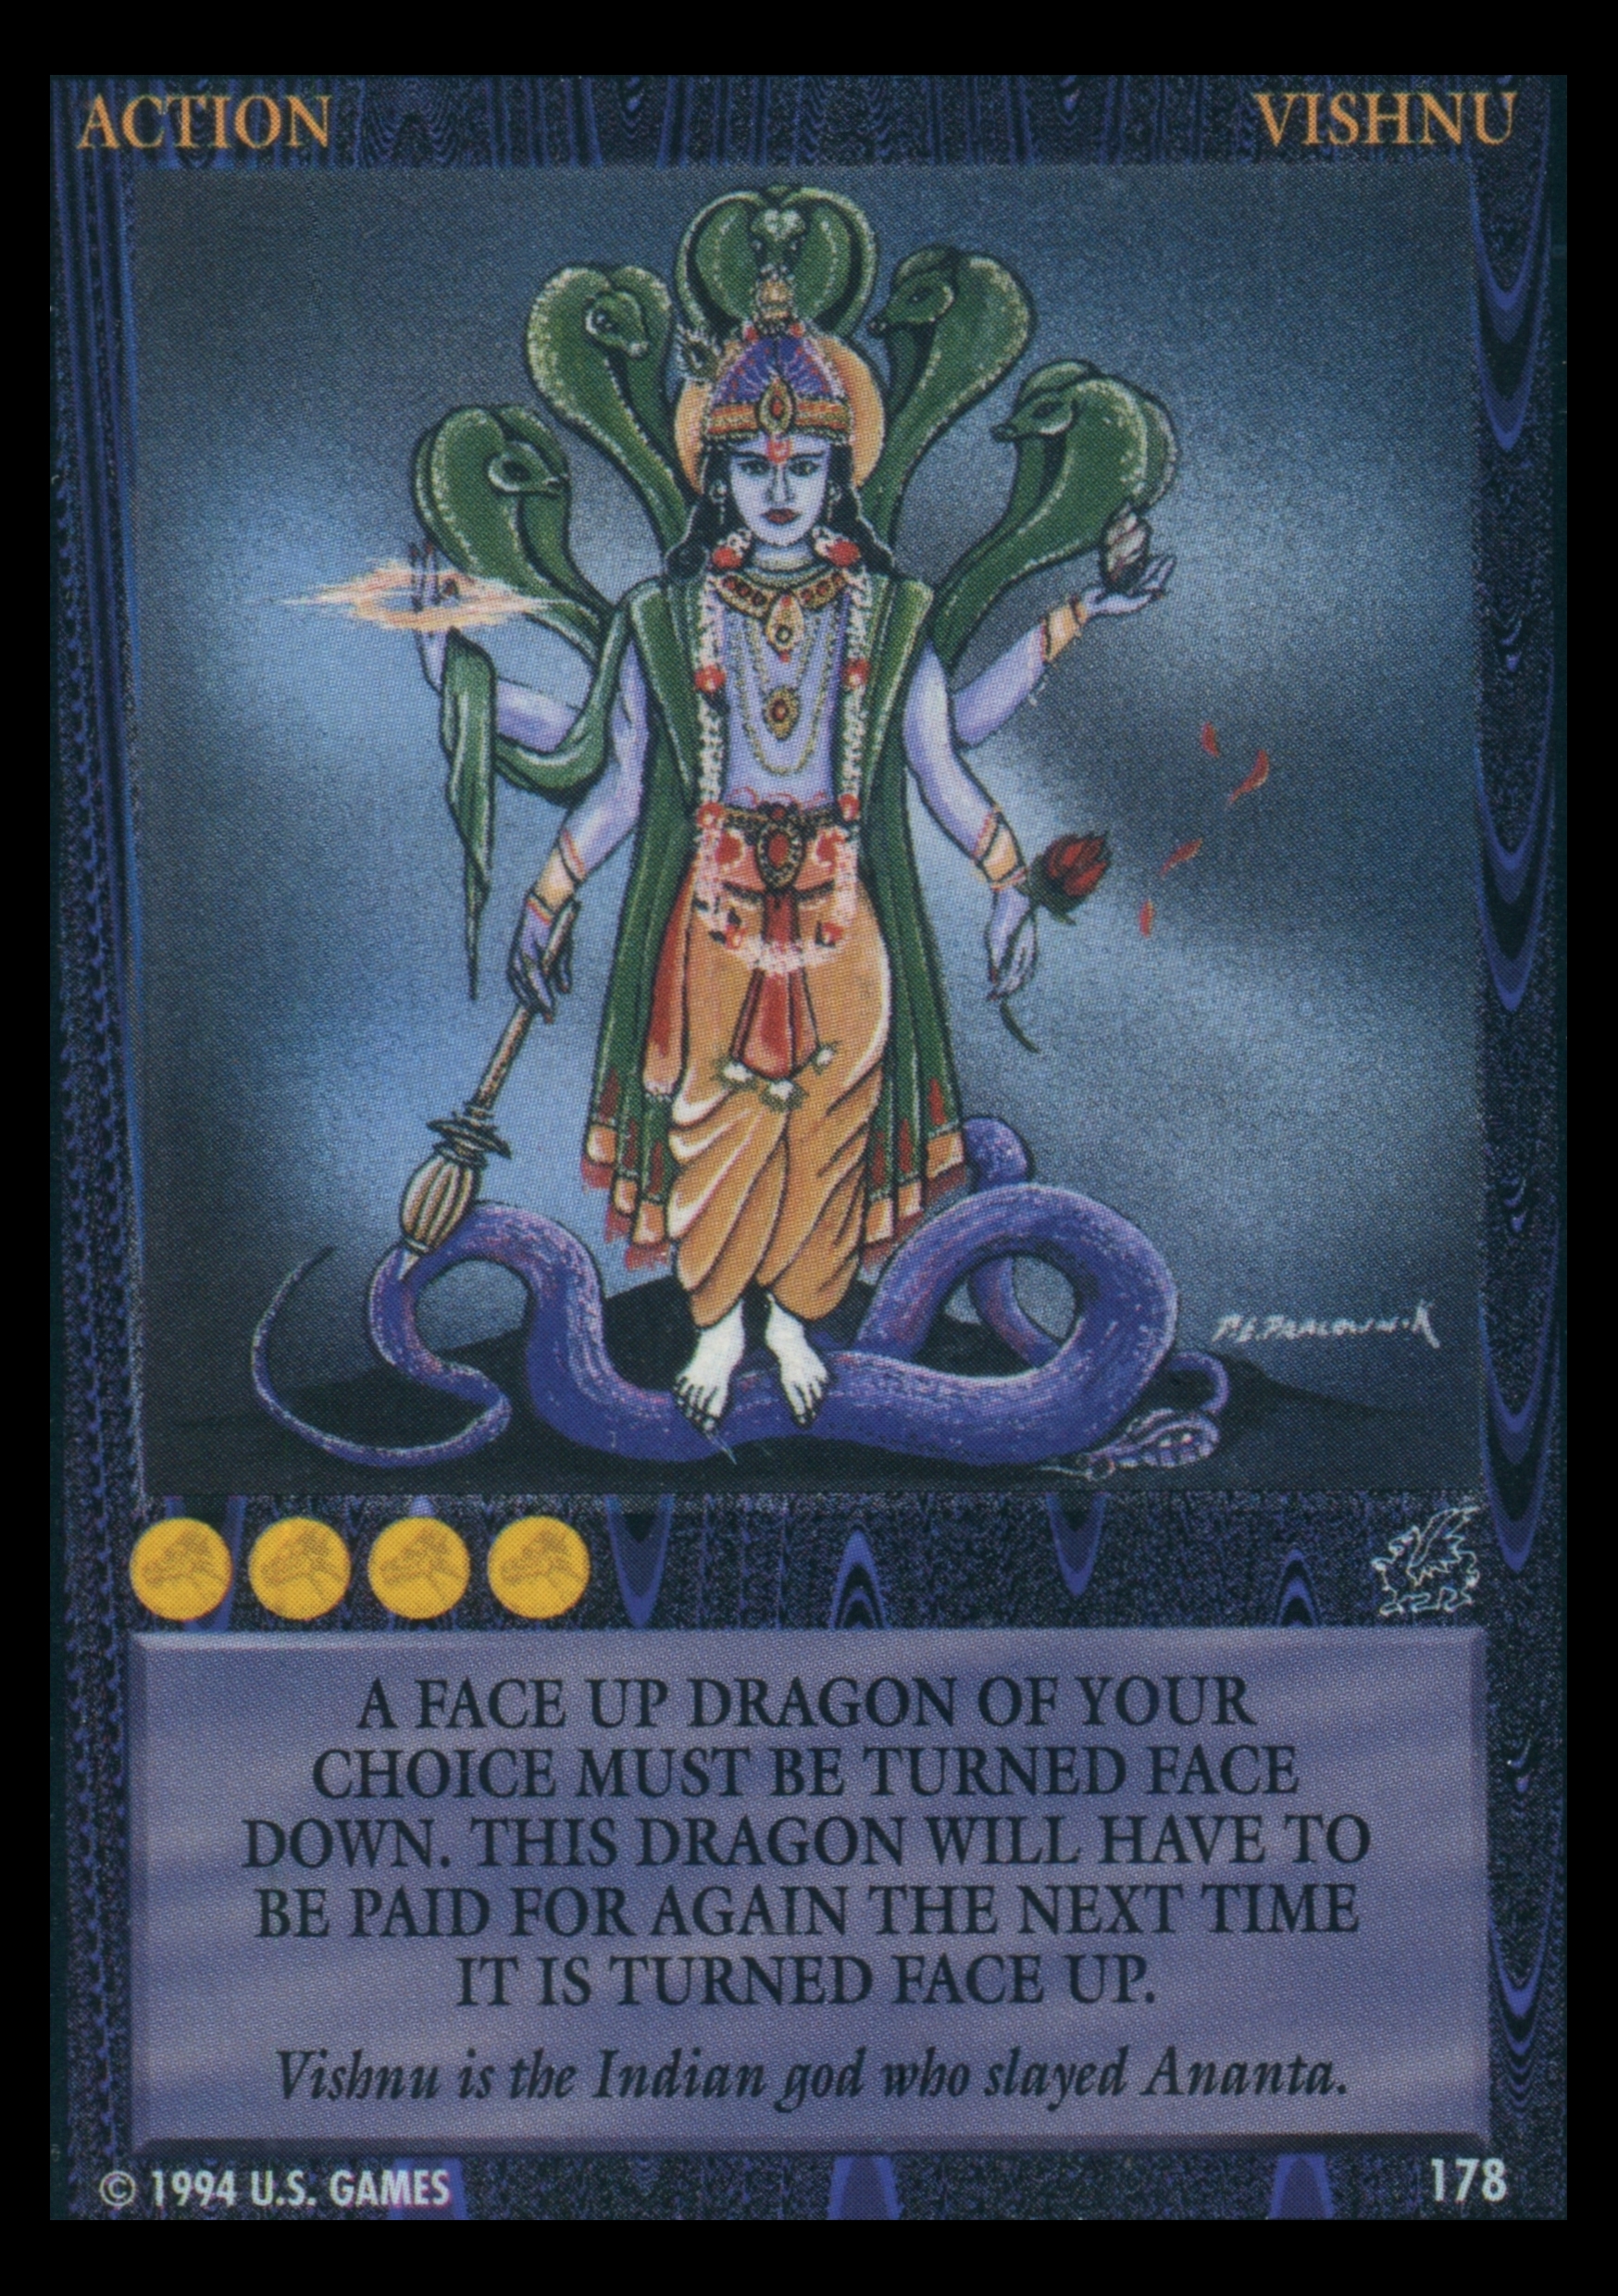 ACTION
VISHNU
P.E.PRACOWNIK
A FACE UP DRAGON OF YOUR
CHOICE MUST BE TURNED FACE
DOWN. THIS DRAGON WILL HAVE TO
BE PAID FOR AGAIN THE NEXT TIME
IT IS TURNED FACE UP.
Vishnu is the Indian god who slayed Ananta.
© 1994 U.S. GAMES
178